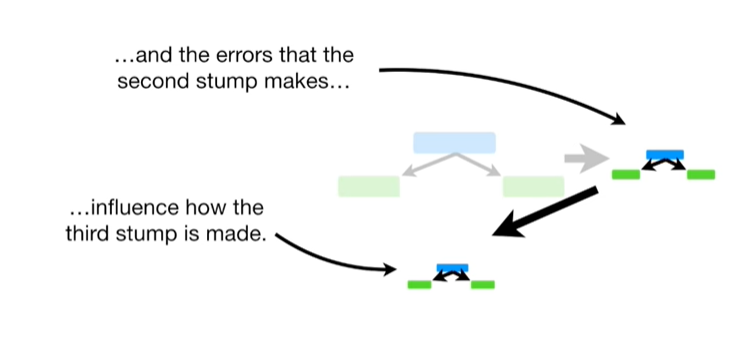 …and the errors that the
second stump makes…
…influence how the
third stump is made.